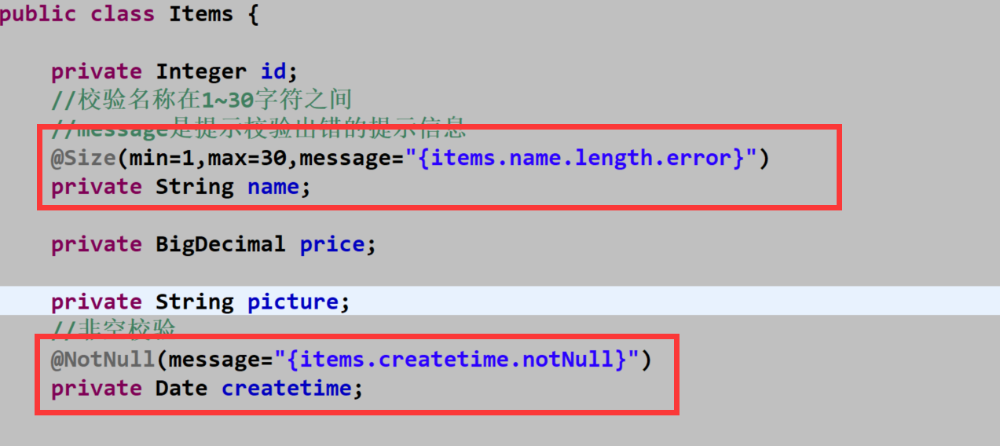 public class Items {
private Integer id;
//校验名称在1~30字符之间
//message是提示校验出错的提示信息
@Size(min=1,max=30,message="{items.name.length.error}")
private String name;
private BigDecimal price;
private String picture;
//非空校验
@NotNull(message="{items.createtime.notNull}")
private Date createtime;